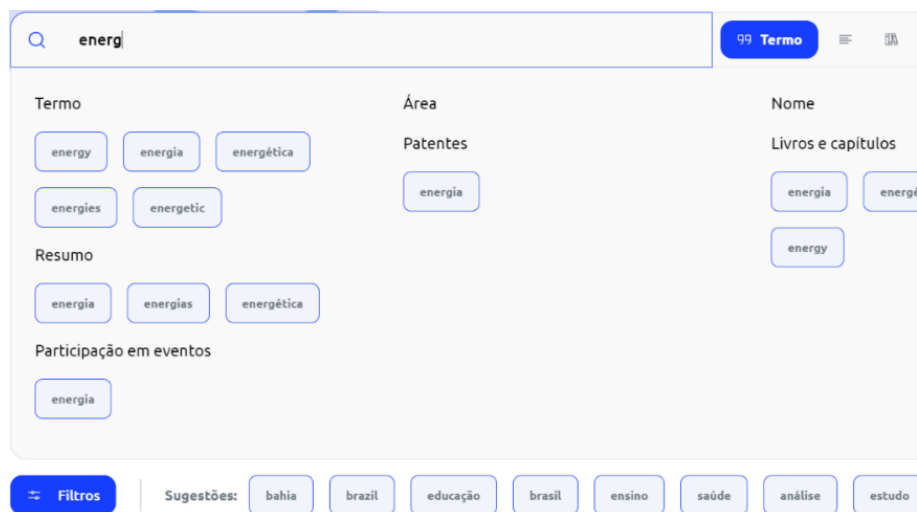 energ
99 Termo
Termo
energy energia energética
energies energetic
Resumo
energia energias energética
Participação em eventos
energia
Área
Patentes
energia
Nome
Livros e capítulos
energia energé
energy
Filtros
Sugestões: bahia brazil educação brasil ensino saúde análise estudo